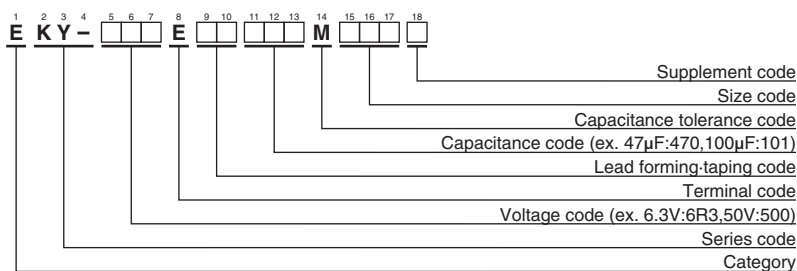 1 2 3 4 5 6 7 8 9 10 11 12 13 14 15 16 17 18
E K Y – □□□ E □□ □□□ M □□□ □
Supplement code
Size code
Capacitance tolerance code
Capacitance code (ex. 47μF:470,100μF:101)
Lead forming·taping code
Terminal code
Voltage code (ex. 6.3V:6R3,50V:500)
Series code
Category